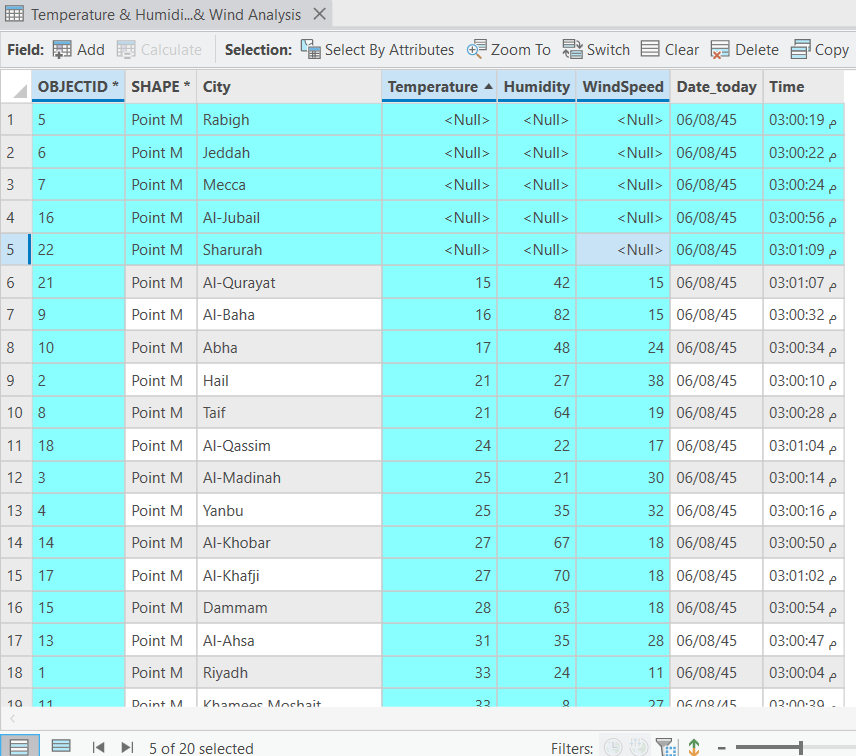 Temperature & Humidi...& Wind Analysis
Field: Add Calculate Selection: Select By Attributes Zoom To Switch Clear Delete Copy
OBJECTID * SHAPE * City Temperature Humidity WindSpeed Date_today Time
1 5 Point M Rabigh <Null> <Null> <Null> 06/08/45 03:00:19 م
2 6 Point M Jeddah <Null> <Null> <Null> 06/08/45 03:00:22 م
3 7 Point M Mecca <Null> <Null> <Null> 06/08/45 03:00:24 م
4 16 Point M Al-Jubail <Null> <Null> <Null> 06/08/45 03:00:56 م
5 22 Point M Sharurah <Null> <Null> <Null> 06/08/45 03:01:09 م
6 21 Point M Al-Qurayat 15 42 15 06/08/45 03:01:07 م
7 9 Point M Al-Baha 16 82 15 06/08/45 03:00:32 م
8 10 Point M Abha 17 48 24 06/08/45 03:00:34 م
9 2 Point M Hail 21 27 38 06/08/45 03:00:10 م
10 8 Point M Taif 21 64 19 06/08/45 03:00:28 م
11 18 Point M Al-Qassim 24 22 17 06/08/45 03:01:04 م
12 3 Point M Al-Madinah 25 21 30 06/08/45 03:00:14 م
13 4 Point M Yanbu 25 35 32 06/08/45 03:00:16 م
14 14 Point M Al-Khobar 27 67 18 06/08/45 03:00:50 م
15 17 Point M Al-Khafji 27 70 18 06/08/45 03:01:02 م
16 15 Point M Dammam 28 63 18 06/08/45 03:00:54 م
17 13 Point M Al-Ahsa 31 35 28 06/08/45 03:00:47 م
18 1 Point M Riyadh 33 24 11 06/08/45 03:00:04 م
19 11 Point M Khamees Moshait 33 8 27 06/08/45 03:00:39 م
5 of 20 selected Filters: